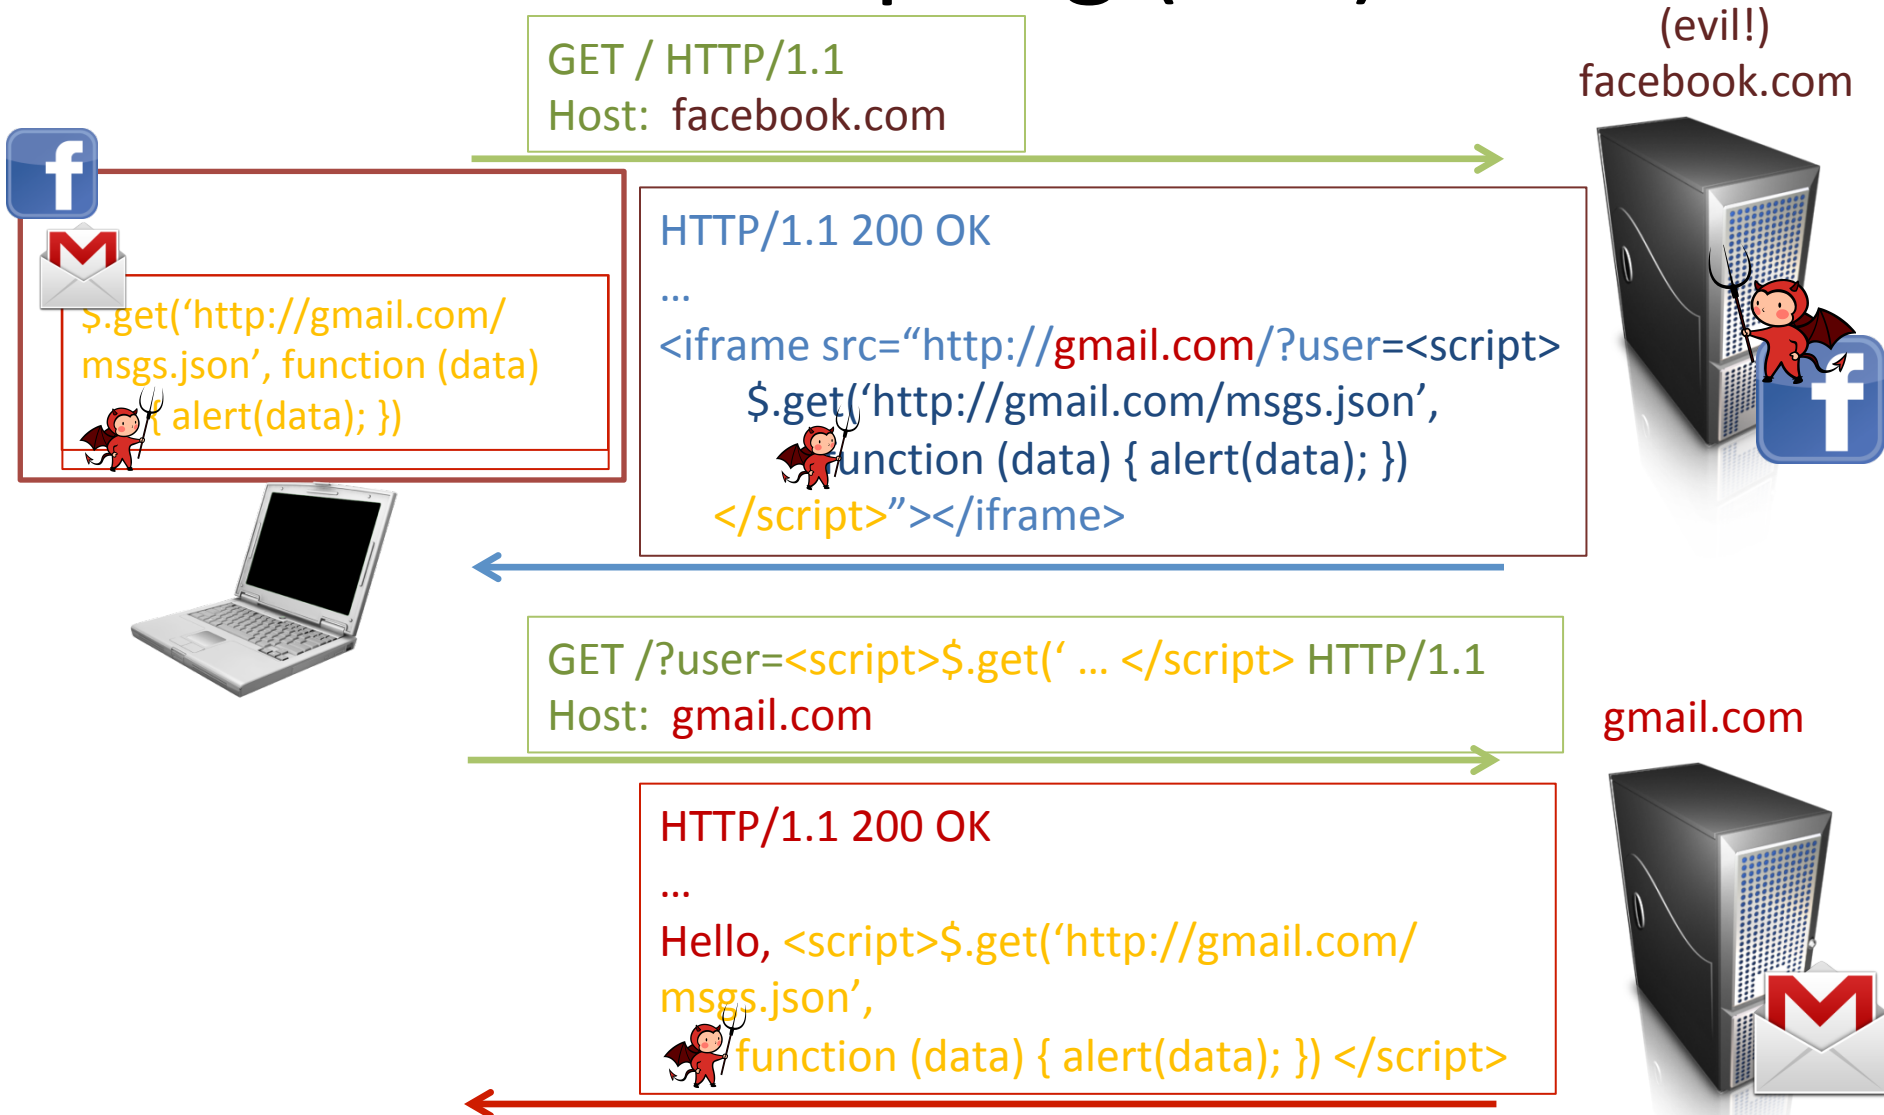 (evil!)
facebook.com
GET / HTTP/1.1
Host: facebook.com
$.get(‘http://gmail.com/
msgs.json’, function (data)
{ alert(data); })
HTTP/1.1 200 OK
...
<iframe src=“http://gmail.com/?user=<script>
$.get(‘http://gmail.com/msgs.json’,
function (data) { alert(data); })
</script>”></iframe>
GET /?user=<script>$.get(‘ ... </script> HTTP/1.1
Host: gmail.com
gmail.com
HTTP/1.1 200 OK
...
Hello, <script>$.get(‘http://gmail.com/
msgs.json’,
function (data) { alert(data); }) </script>